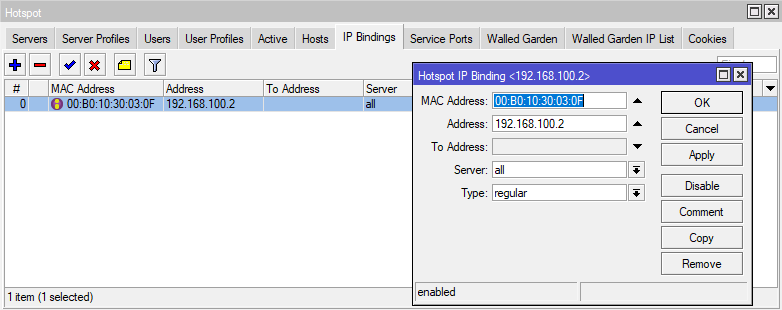 Hotspot
Servers Server Profiles Users User Profiles Active Hosts IP Bindings Service Ports Walled Garden Walled Garden IP List Cookies
# MAC Address Address To Address Server
0 00:B0:10:30:03:0F 192.168.100.2 all
1 item (1 selected)
Hotspot IP Binding <192.168.100.2>
MAC Address: 00:B0:10:30:03:0F OK
Address: 192.168.100.2 Cancel
To Address: Apply
Server: all Disable
Type: regular Comment
Copy
Remove
enabled